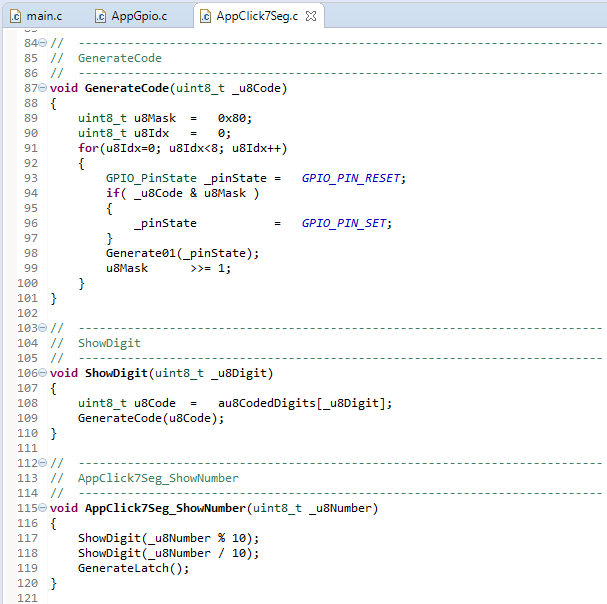 main.c AppGpio.c AppClick7Seg.c
84 // ---------------------------------------------------------------------------
85 // GenerateCode
86 // ---------------------------------------------------------------------------
87 void GenerateCode(uint8_t _u8Code)
88 {
89     uint8_t u8Mask  =   0x80;
90     uint8_t u8Idx   =   0;
91     for(u8Idx=0; u8Idx<8; u8Idx++)
92     {
93         GPIO_PinState _pinState =   GPIO_PIN_RESET;
94         if( _u8Code & u8Mask )
95         {
96             _pinState           =   GPIO_PIN_SET;
97         }
98         Generate01(_pinState);
99         u8Mask      >>= 1;
100     }
101 }
102
103 // ---------------------------------------------------------------------------
104 //  ShowDigit
105 // ---------------------------------------------------------------------------
106 void ShowDigit(uint8_t _u8Digit)
107 {
108     uint8_t u8Code  =   au8CodedDigits[_u8Digit];
109     GenerateCode(u8Code);
110 }
111
112 // ---------------------------------------------------------------------------
113 //  AppClick7Seg_ShowNumber
114 // ---------------------------------------------------------------------------
115 void AppClick7Seg_ShowNumber(uint8_t _u8Number)
116 {
117     ShowDigit(_u8Number % 10);
118     ShowDigit(_u8Number / 10);
119     GenerateLatch();
120 }
121